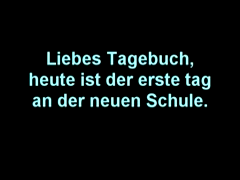 Liebes Tagebuch,
heute ist der erste tag
an der neuen Schule.